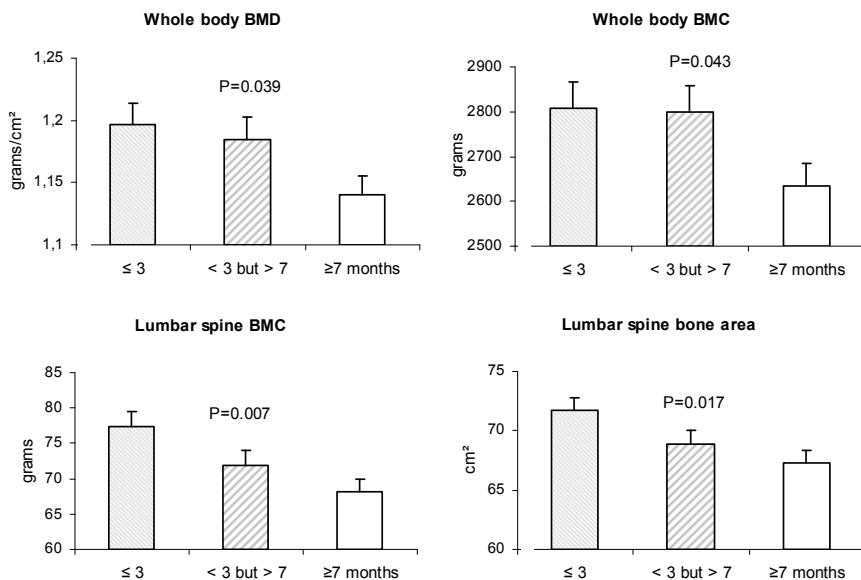 Whole body BMD
1,25
1,2
1,15
1,1
grams/cm²
P=0.039
≤ 3
< 3 but > 7
≥7 months
Whole body BMC
2900
2800
2700
2600
2500
grams
P=0.043
≤ 3
< 3 but > 7
≥7 months
Lumbar spine BMC
85
80
75
70
65
60
grams
P=0.007
≤ 3
< 3 but > 7
≥7 months
Lumbar spine bone area
75
70
65
60
cm²
P=0.017
≤ 3
< 3 but > 7
≥7 months